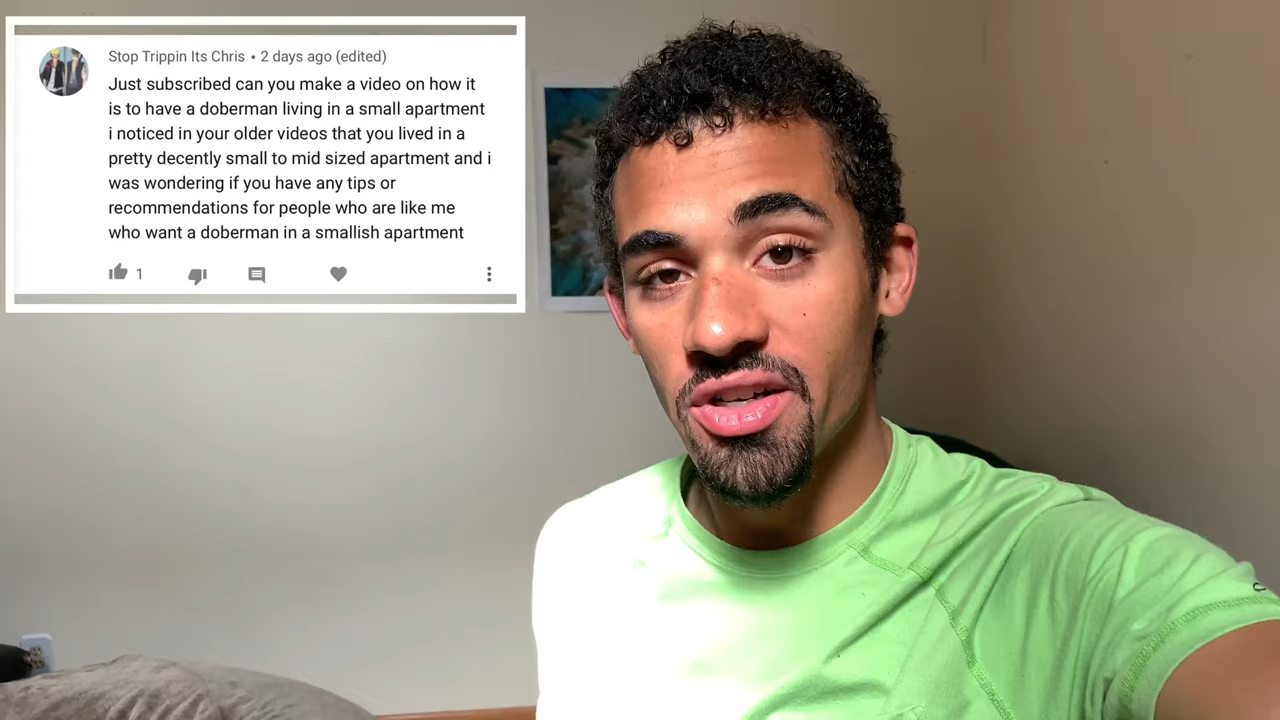 Stop Trippin Its Chris • 2 days ago (edited)
Just subscribed can you make a video on how it
is to have a doberman living in a small apartment
i noticed in your older videos that you lived in a
pretty decently small to mid sized apartment and i
was wondering if you have any tips or
recommendations for people who are like me
who want a doberman in a smallish apartment
1